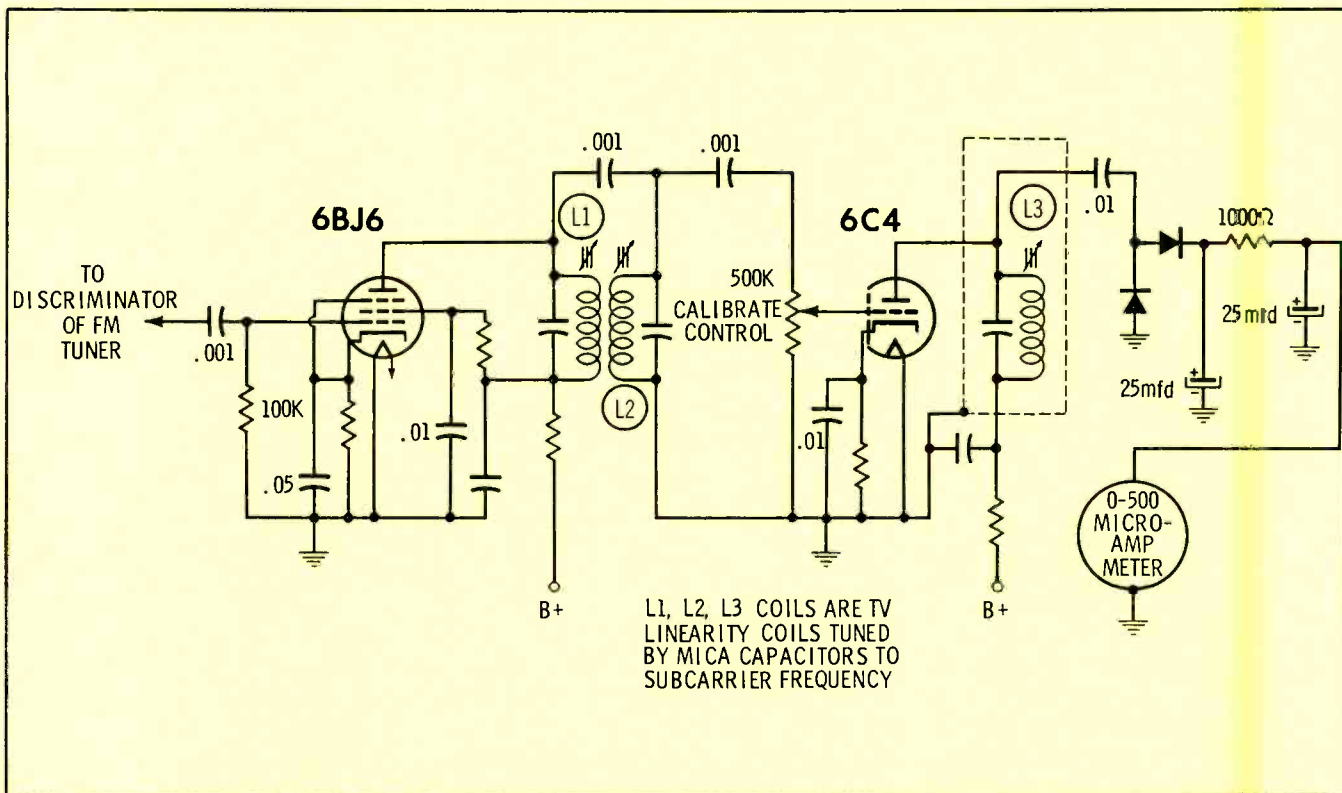 .001
.001
6BJ6
L1
6C4
L3
.01
1000Ω
TO
DISCRIMINATOR
OF FM
TUNER
500K
CALIBRATE
CONTROL
25mfd
.001
100K
L2
25mfd
.01
.01
.05
0-500
MICRO-
AMP
METER
B+
B+
L1, L2, L3 COILS ARE TV
LINEARITY COILS TUNED
BY MICA CAPACITORS TO
SUBCARRIER FREQUENCY